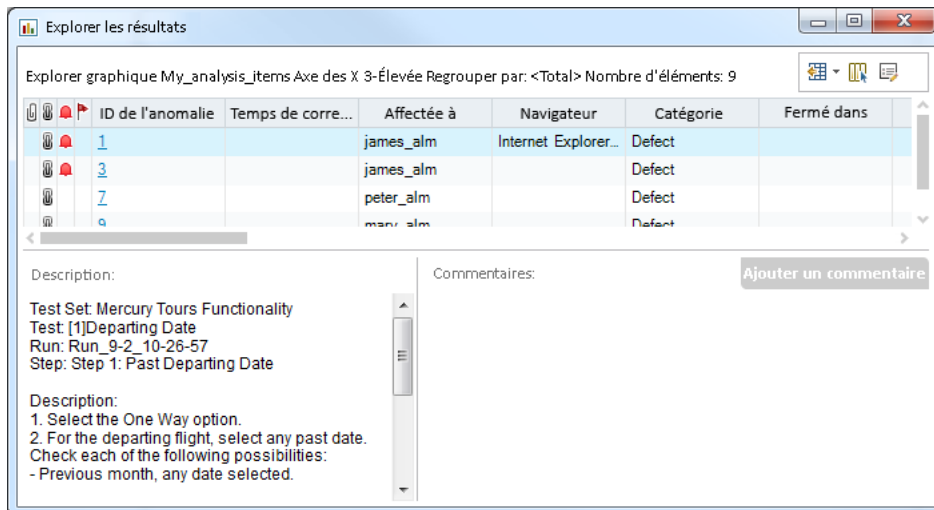 Explorer les résultats
Explorer graphique My_analysis_items Axe des X 3-Élevée Regrouper par: <Total> Nombre d'éléments: 9
ID de l'anomalie Temps de corre... Affectée à Navigateur Catégorie Fermé dans
1 james_alm Internet Explorer... Defect
3 james_alm Defect
7 peter_alm Defect
9 mary_alm Defect
Description: Commentaires: Ajouter un commentaire
Test Set: Mercury Tours Functionality
Test: [1]Departing Date
Run: Run_9-2_10-26-57
Step: Step 1: Past Departing Date
Description:
1. Select the One Way option.
2. For the departing flight, select any past date.
Check each of the following possibilities:
- Previous month, any date selected.